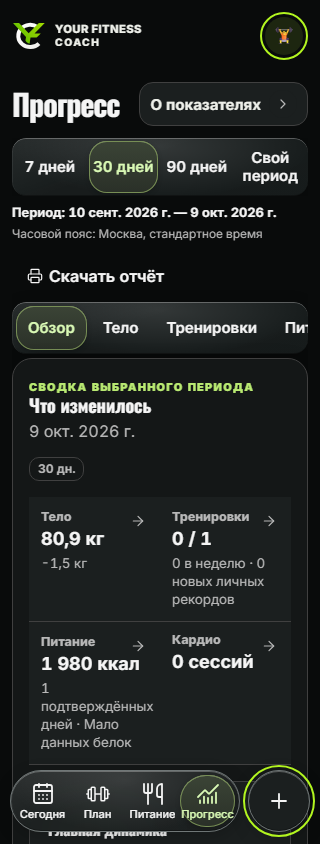 YOUR FITNESS
COACH
Прогресс
О показателях
7 дней
30 дней
90 дней
Свой
период
Период: 10 сент. 2026 г. — 9 окт. 2026 г.
Часовой пояс: Москва, стандартное время
Скачать отчёт
Обзор
Тело
Тренировки
Пит
СВОДКА ВЫБРАННОГО ПЕРИОДА
Что изменилось
9 окт. 2026 г.
30 дн.
Тело
80,9 кг
-1,5 кг
Тренировки
0 / 1
0 в неделю · 0
новых личных
рекордов
Питание
1 980 ккал
1
подтверждённых
дней · Мало
данных белок
Кардио
0 сессий
Главная динамика
Сегодня
План
Питание
Прогресс